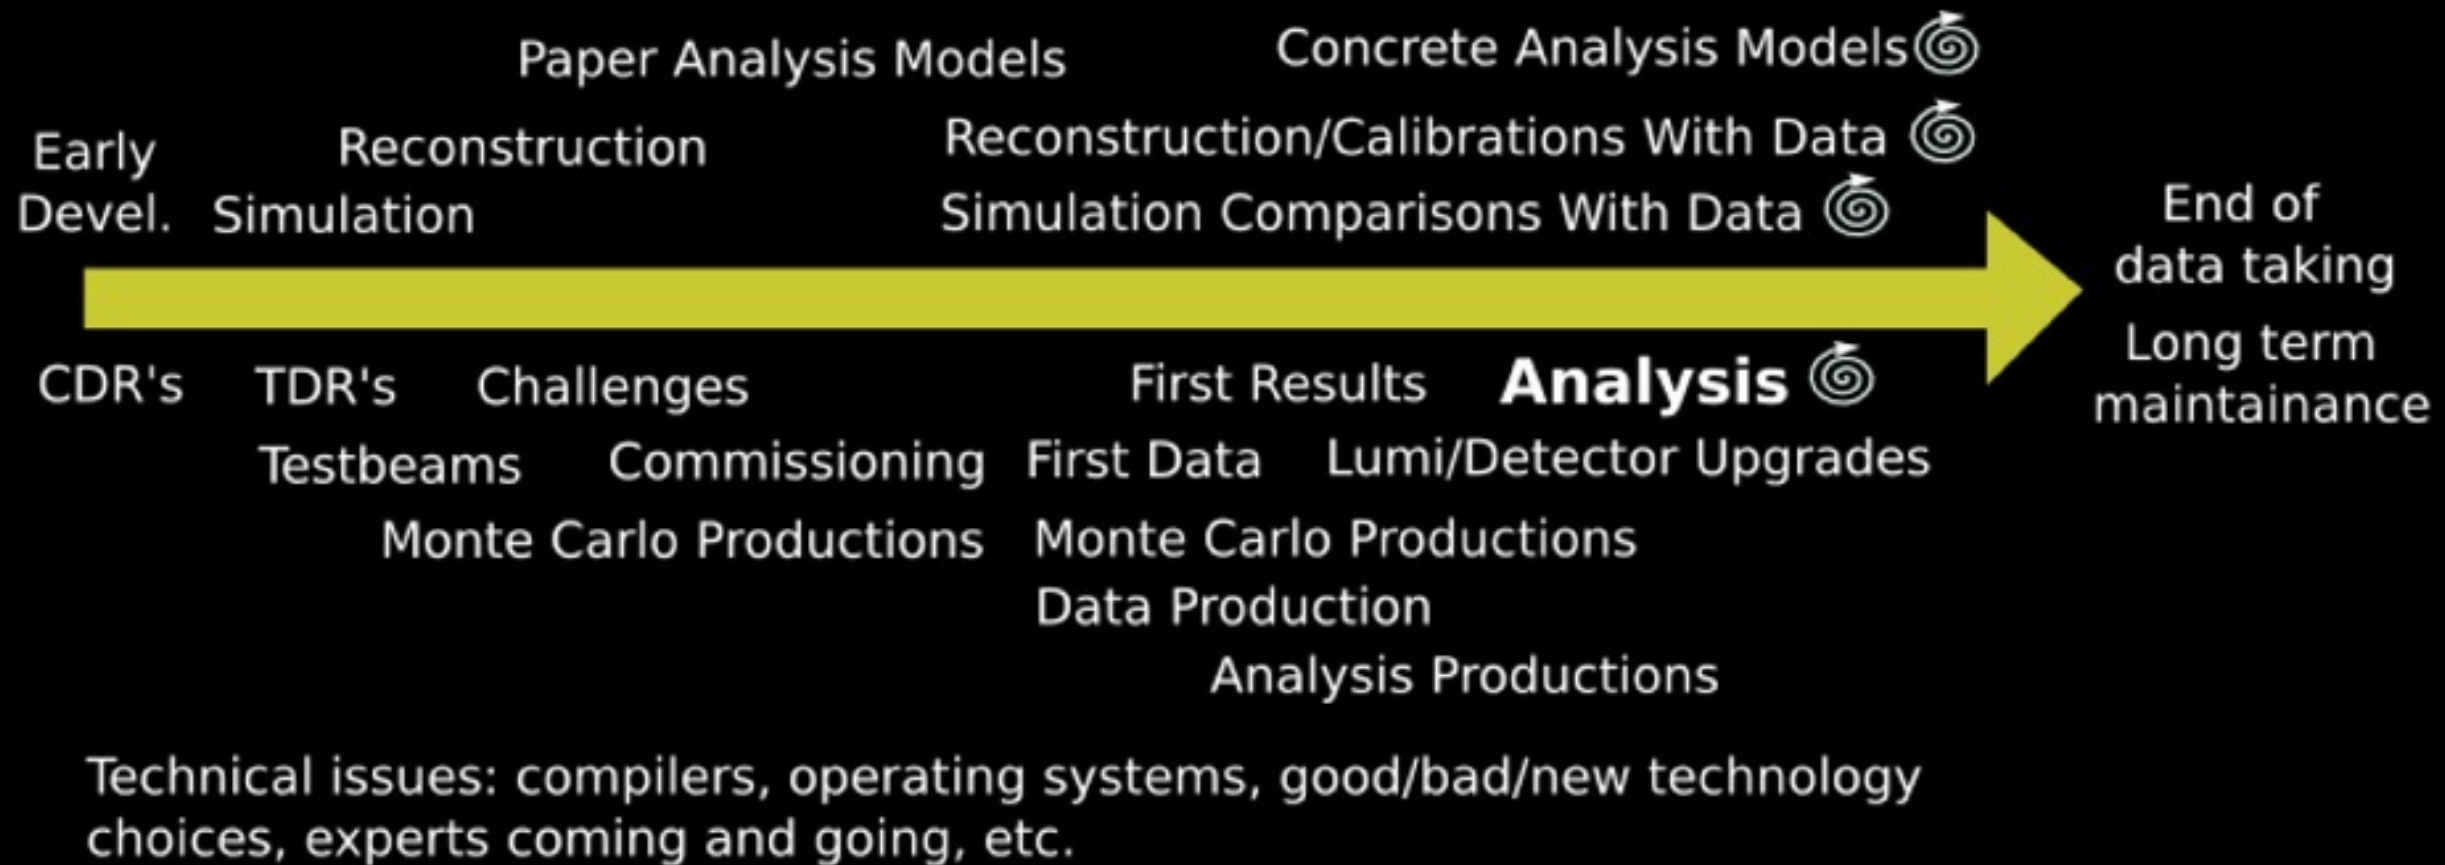 Paper Analysis Models
Concrete Analysis Models
Early
Devel.
Reconstruction
Reconstruction/Calibrations With Data
Simulation
Simulation Comparisons With Data
End of
data taking
Long term
maintainance
CDR's
TDR's
Challenges
First Results
Analysis
Testbeams
Commissioning
First Data
Lumi/Detector Upgrades
Monte Carlo Productions
Monte Carlo Productions
Data Production
Analysis Productions
Technical issues: compilers, operating systems, good/bad/new technology
choices, experts coming and going, etc.